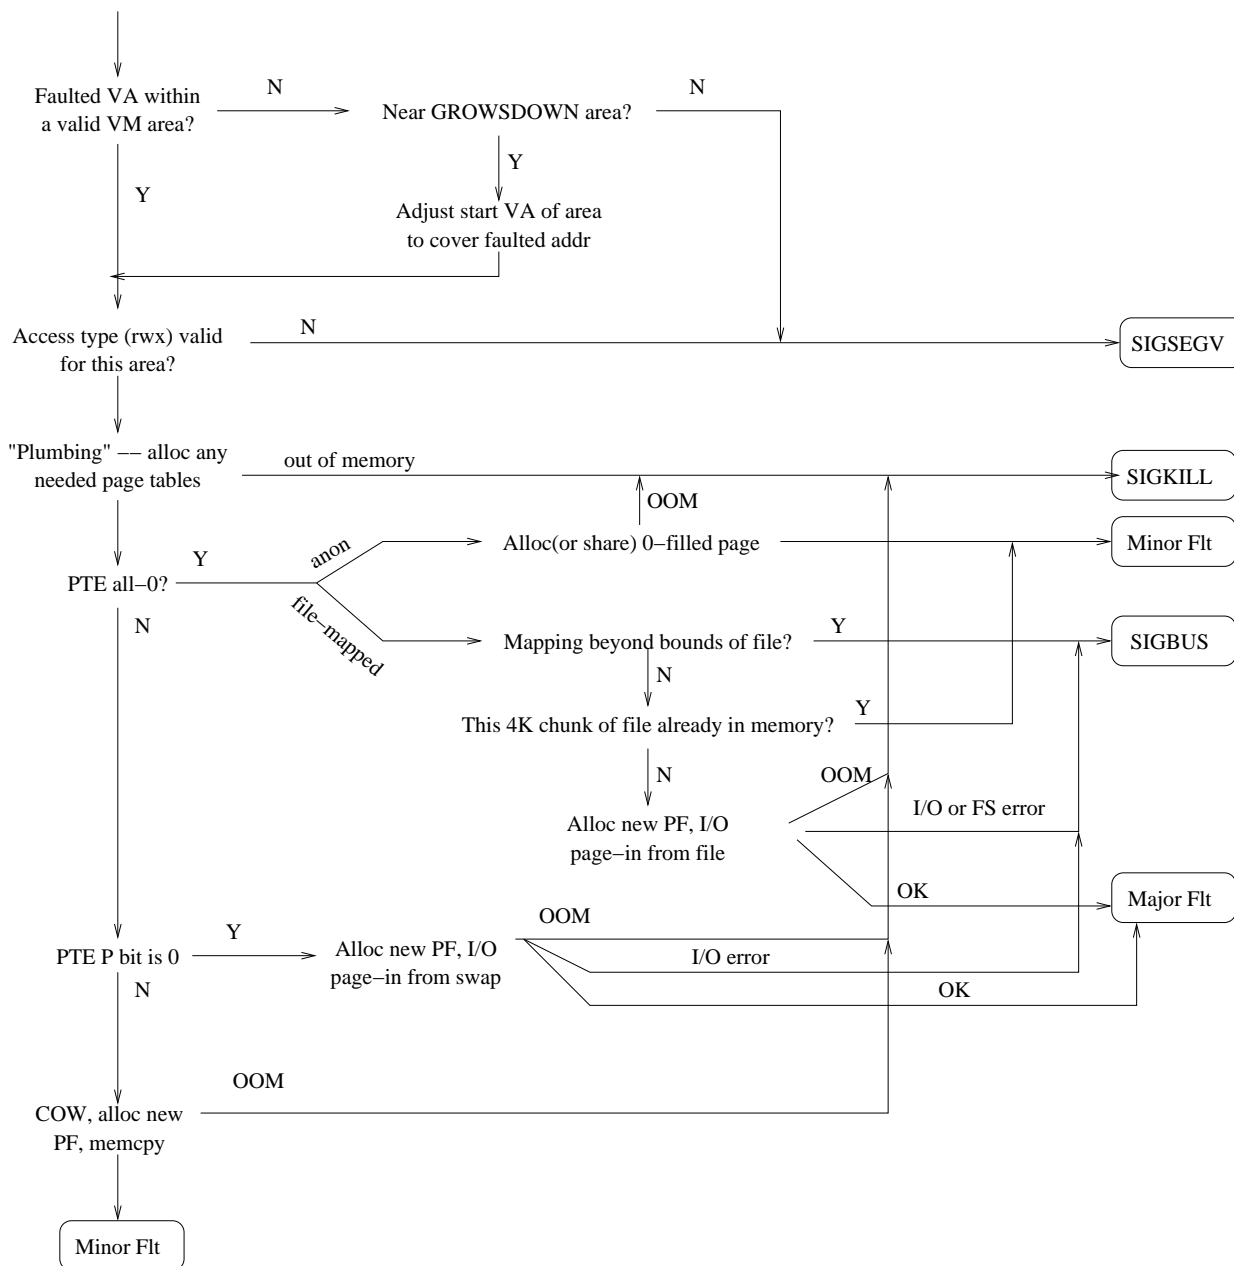 N
N
Faulted VA within
a valid VM area?
Near GROWSDOWN area?
Y
Y
Adjust start VA of area
to cover faulted addr
N
Access type (rwx) valid
for this area?
SIGSEGV
"Plumbing" −− alloc any
needed page tables
out of memory
SIGKILL
OOM
anon
Alloc(or share) 0−filled page
Minor Flt
Y
PTE all−0?
file−mapped
N
Mapping beyond bounds of file?
Y
SIGBUS
N
This 4K chunk of file already in memory?
Y
N
OOM
I/O or FS error
Alloc new PF, I/O
page−in from file
OK
Major Flt
OOM
Y
PTE P bit is 0
Alloc new PF, I/O
page−in from swap
I/O error
N
OK
OOM
COW, alloc new
PF, memcpy
Minor Flt